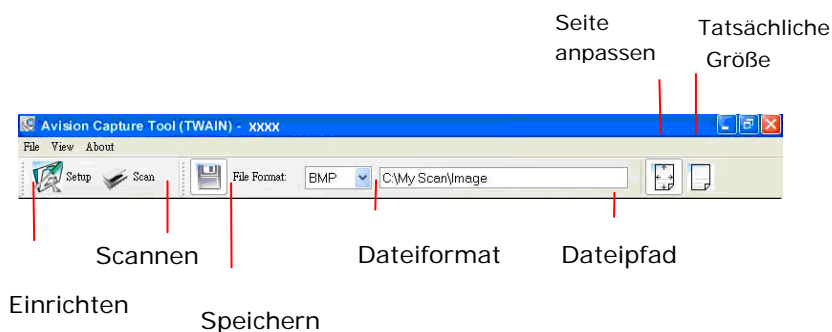 Seite
anpassen
Tatsächliche
Größe
Avision Capture Tool (TWAIN) - xxxx
File View About
Setup Scan File Format: BMP C:\My Scan\Image
Scannen
Dateiformat
Dateipfad
Einrichten
Speichern